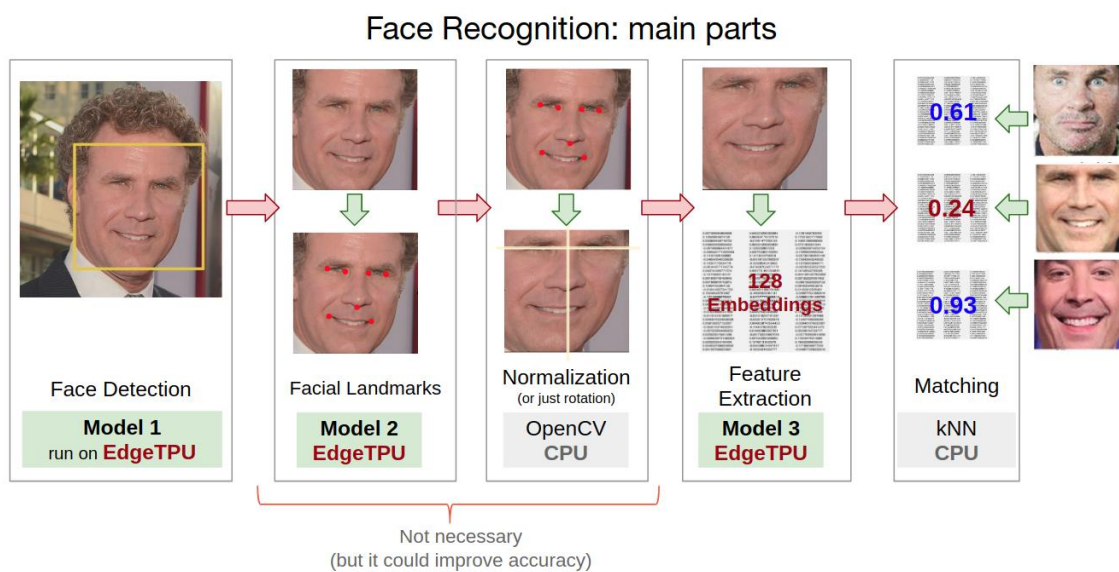 Face Recognition: main parts
128
Embeddings
0.61
0.24
0.93
Face Detection
Facial Landmarks
Normalization
(or just rotation)
Feature
Extraction
Matching
Model 1
run on EdgeTPU
Model 2
EdgeTPU
OpenCV
CPU
Model 3
EdgeTPU
kNN
CPU
Not necessary
(but it could improve accuracy)